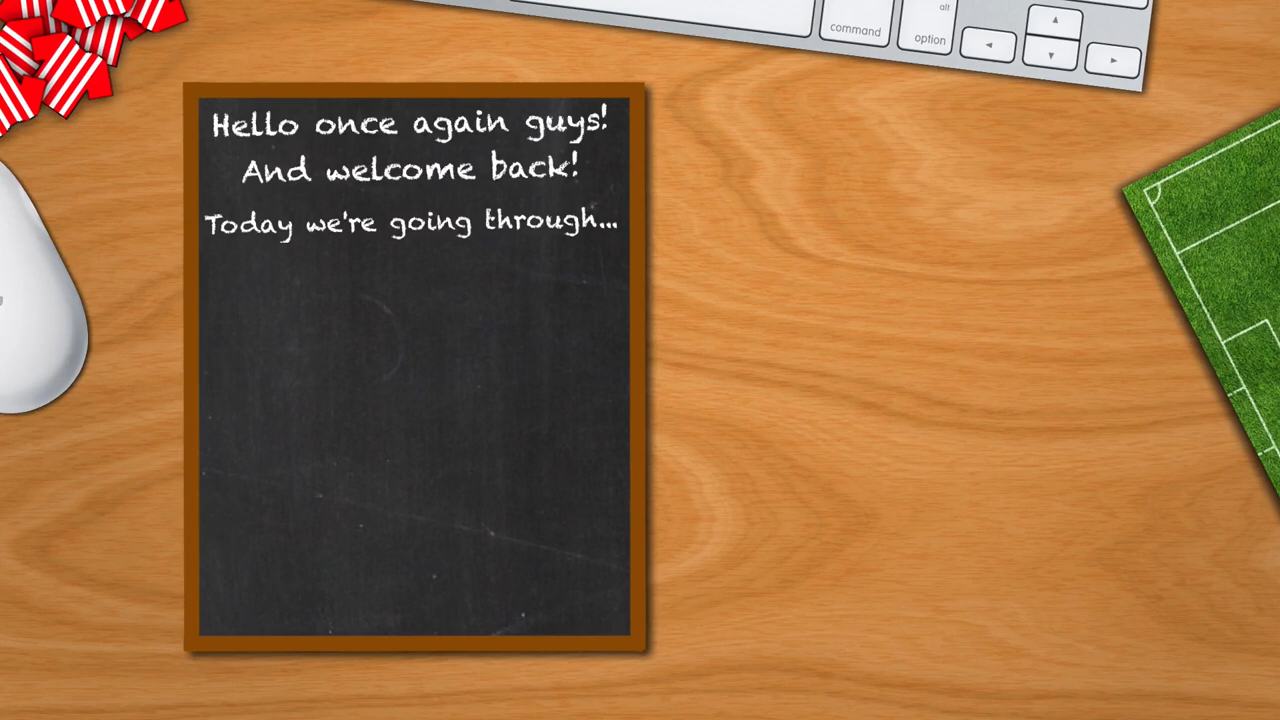 alt
command
option
Hello once again guys!
And welcome back!
Today we're going through...